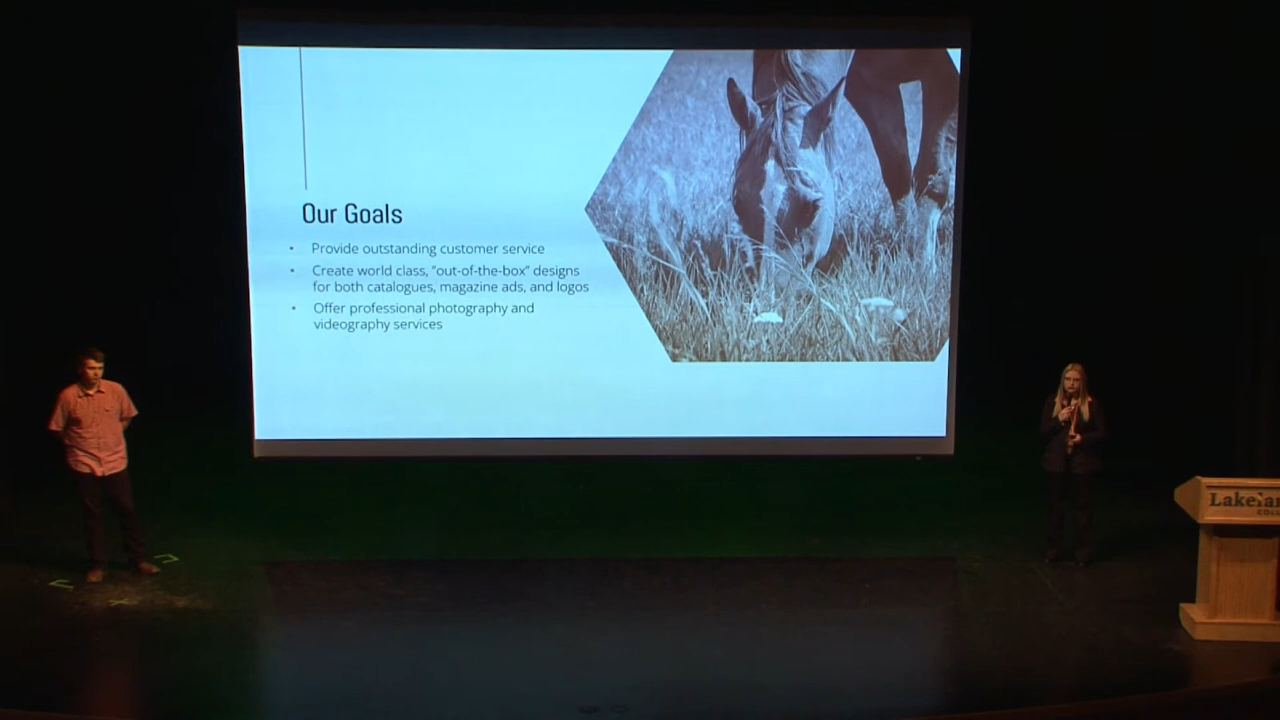 Our Goals
• Provide outstanding customer service
• Create world class, "out-of-the-box" designs
for both catalogues, magazine ads, and logos
• Offer professional photography and
videography services